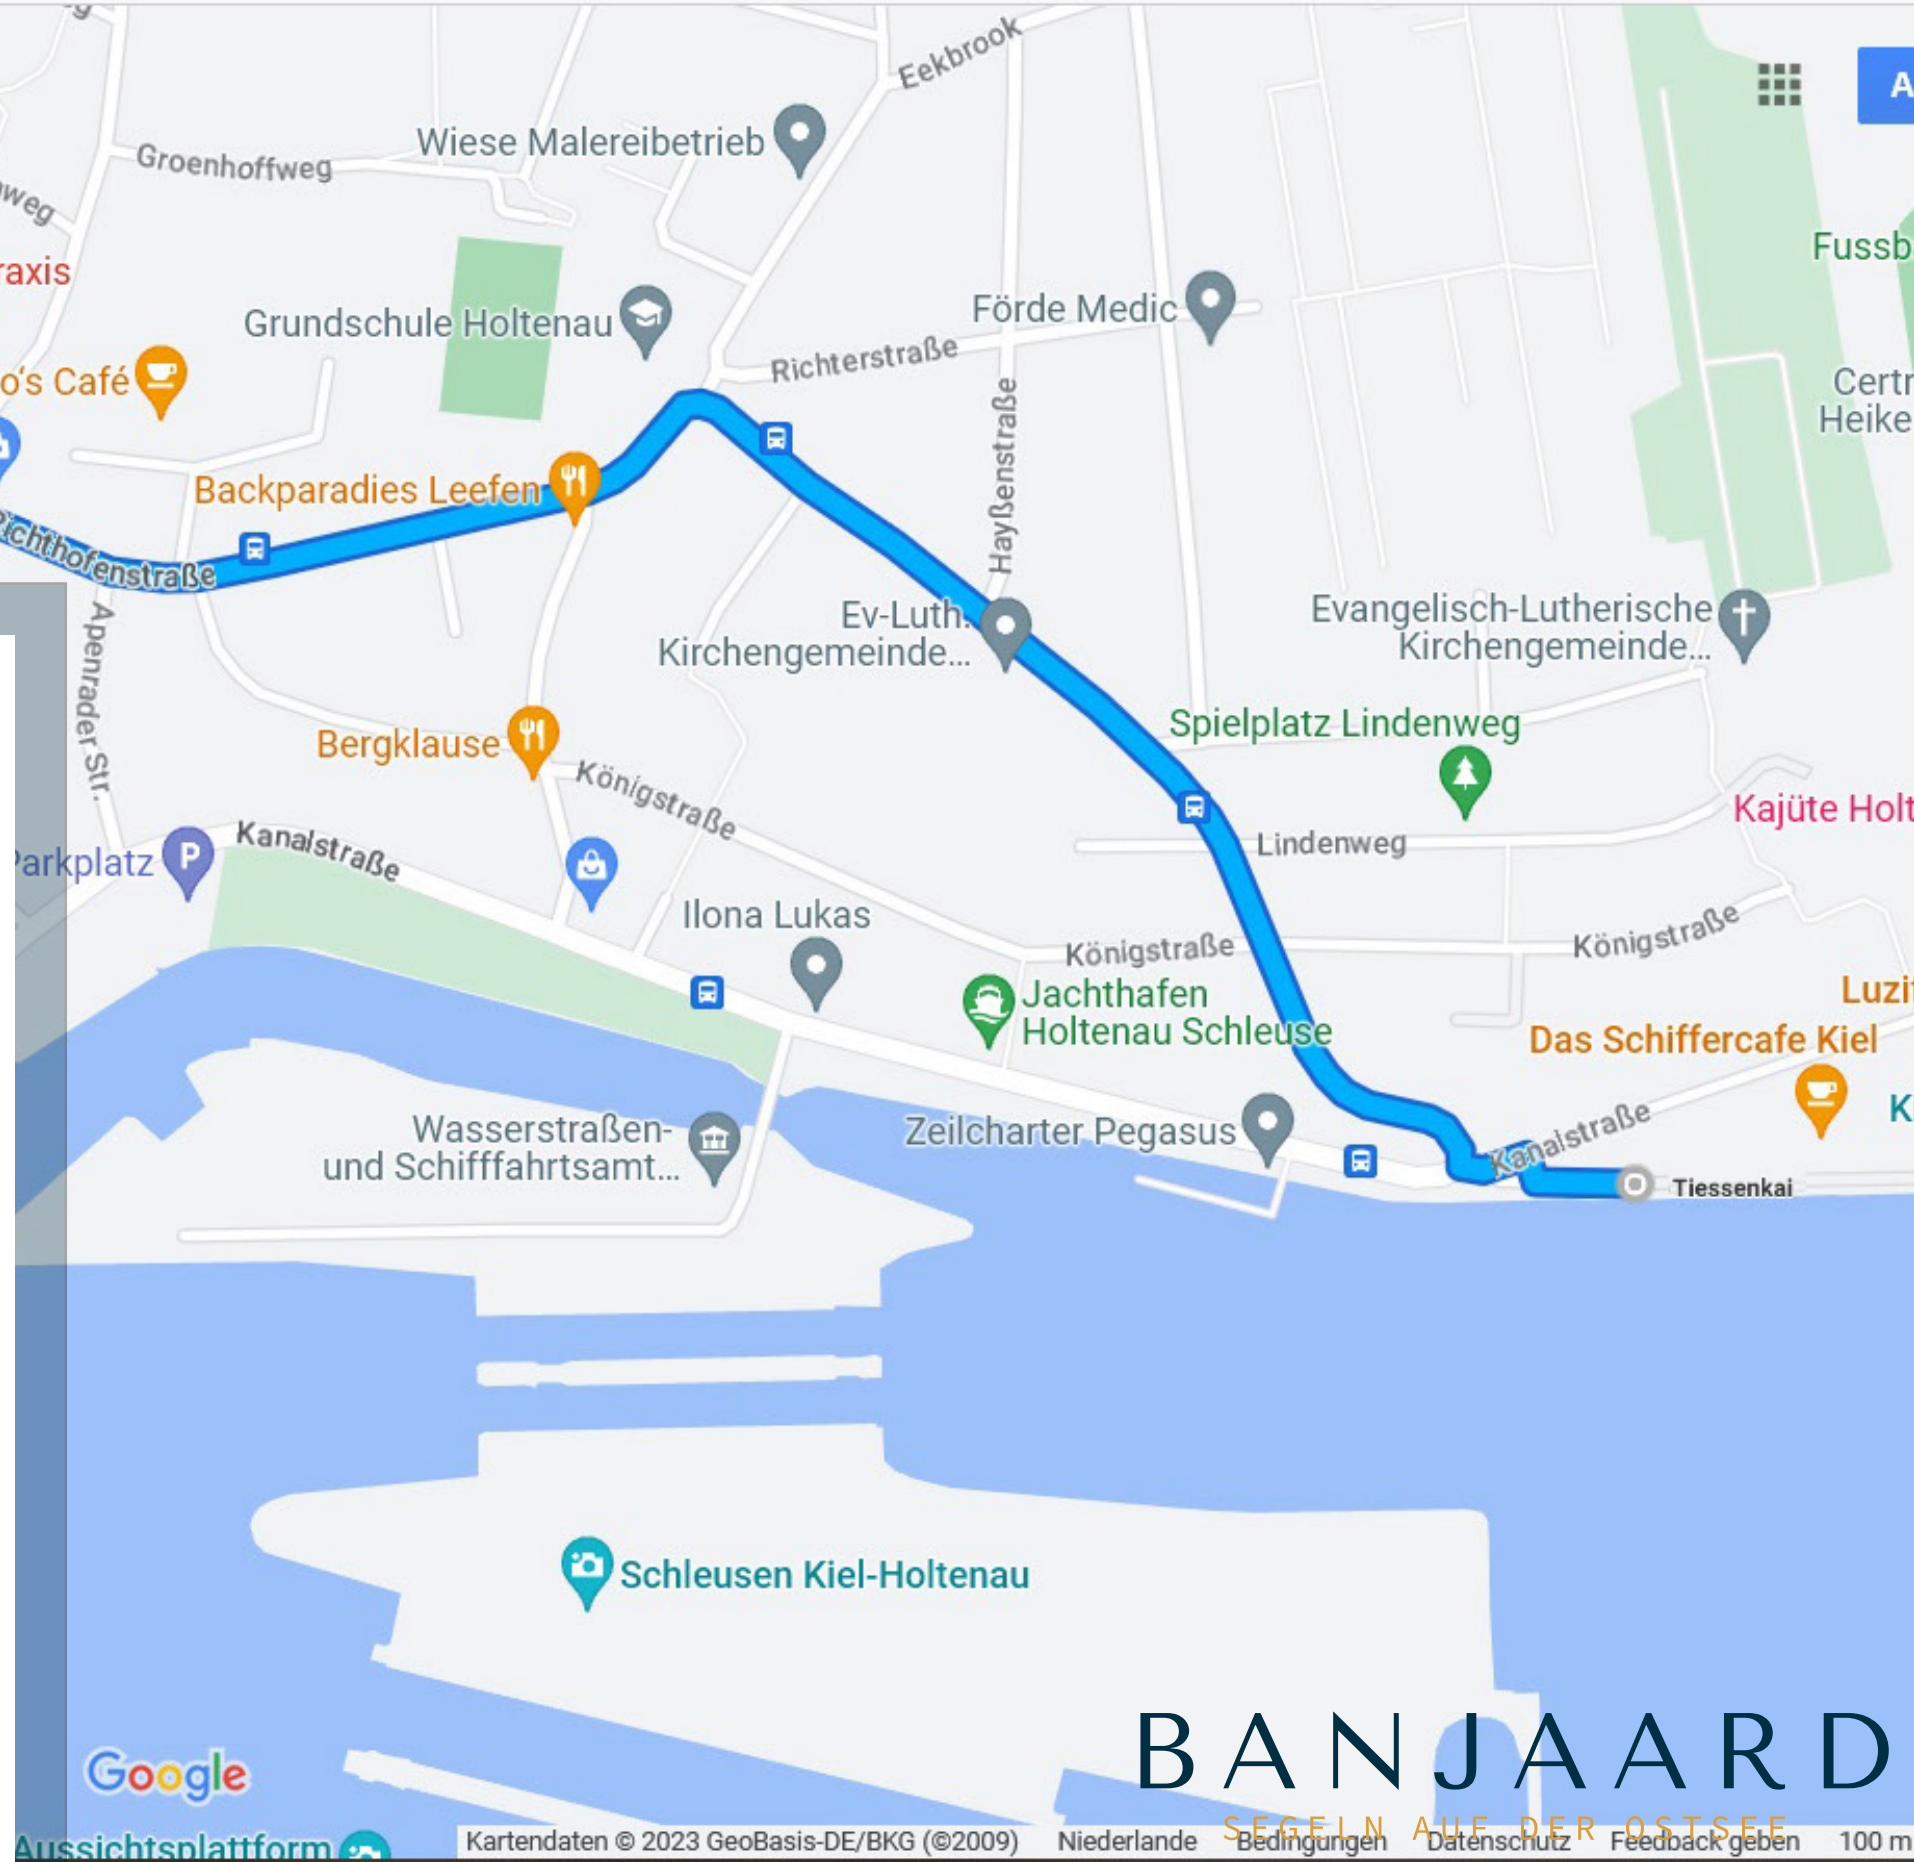 Eekbrook
Wiese Malereibetrieb
Groenhoffweg
weg
raxis
Fussb
Grundschule Holtenau
Förde Medic
Richterstraße
o's Café
Certr
Heike
Hayßenstraße
Backparadies Leefen
Richthofenstraße
Apenrader Str.
Ev-Luth.
Kirchengemeinde...
Evangelisch-Lutherische
Kirchengemeinde...
Spielplatz Lindenweg
Bergklause
Königstraße
Kajüte Holt
Kanalstraße
Lindenweg
Parkplatz
P
Ilona Lukas
Königstraße
Königstraße
Jachthafen
Holtenau Schleuse
Luzif
Das Schiffercafe Kiel
Wasserstraßen-
und Schifffahrtsamt...
Zeilcharter Pegasus
Kanalstraße
K
Tiessenkai
Schleusen Kiel-Holtenau
BANJAARD
SEGELN AUF DER OSTSEE
Google
Aussichtsplattform
Kartendaten © 2023 GeoBasis-DE/BKG (©2009) Niederlande Bedingungen Datenschutz Feedback geben 100 m
A